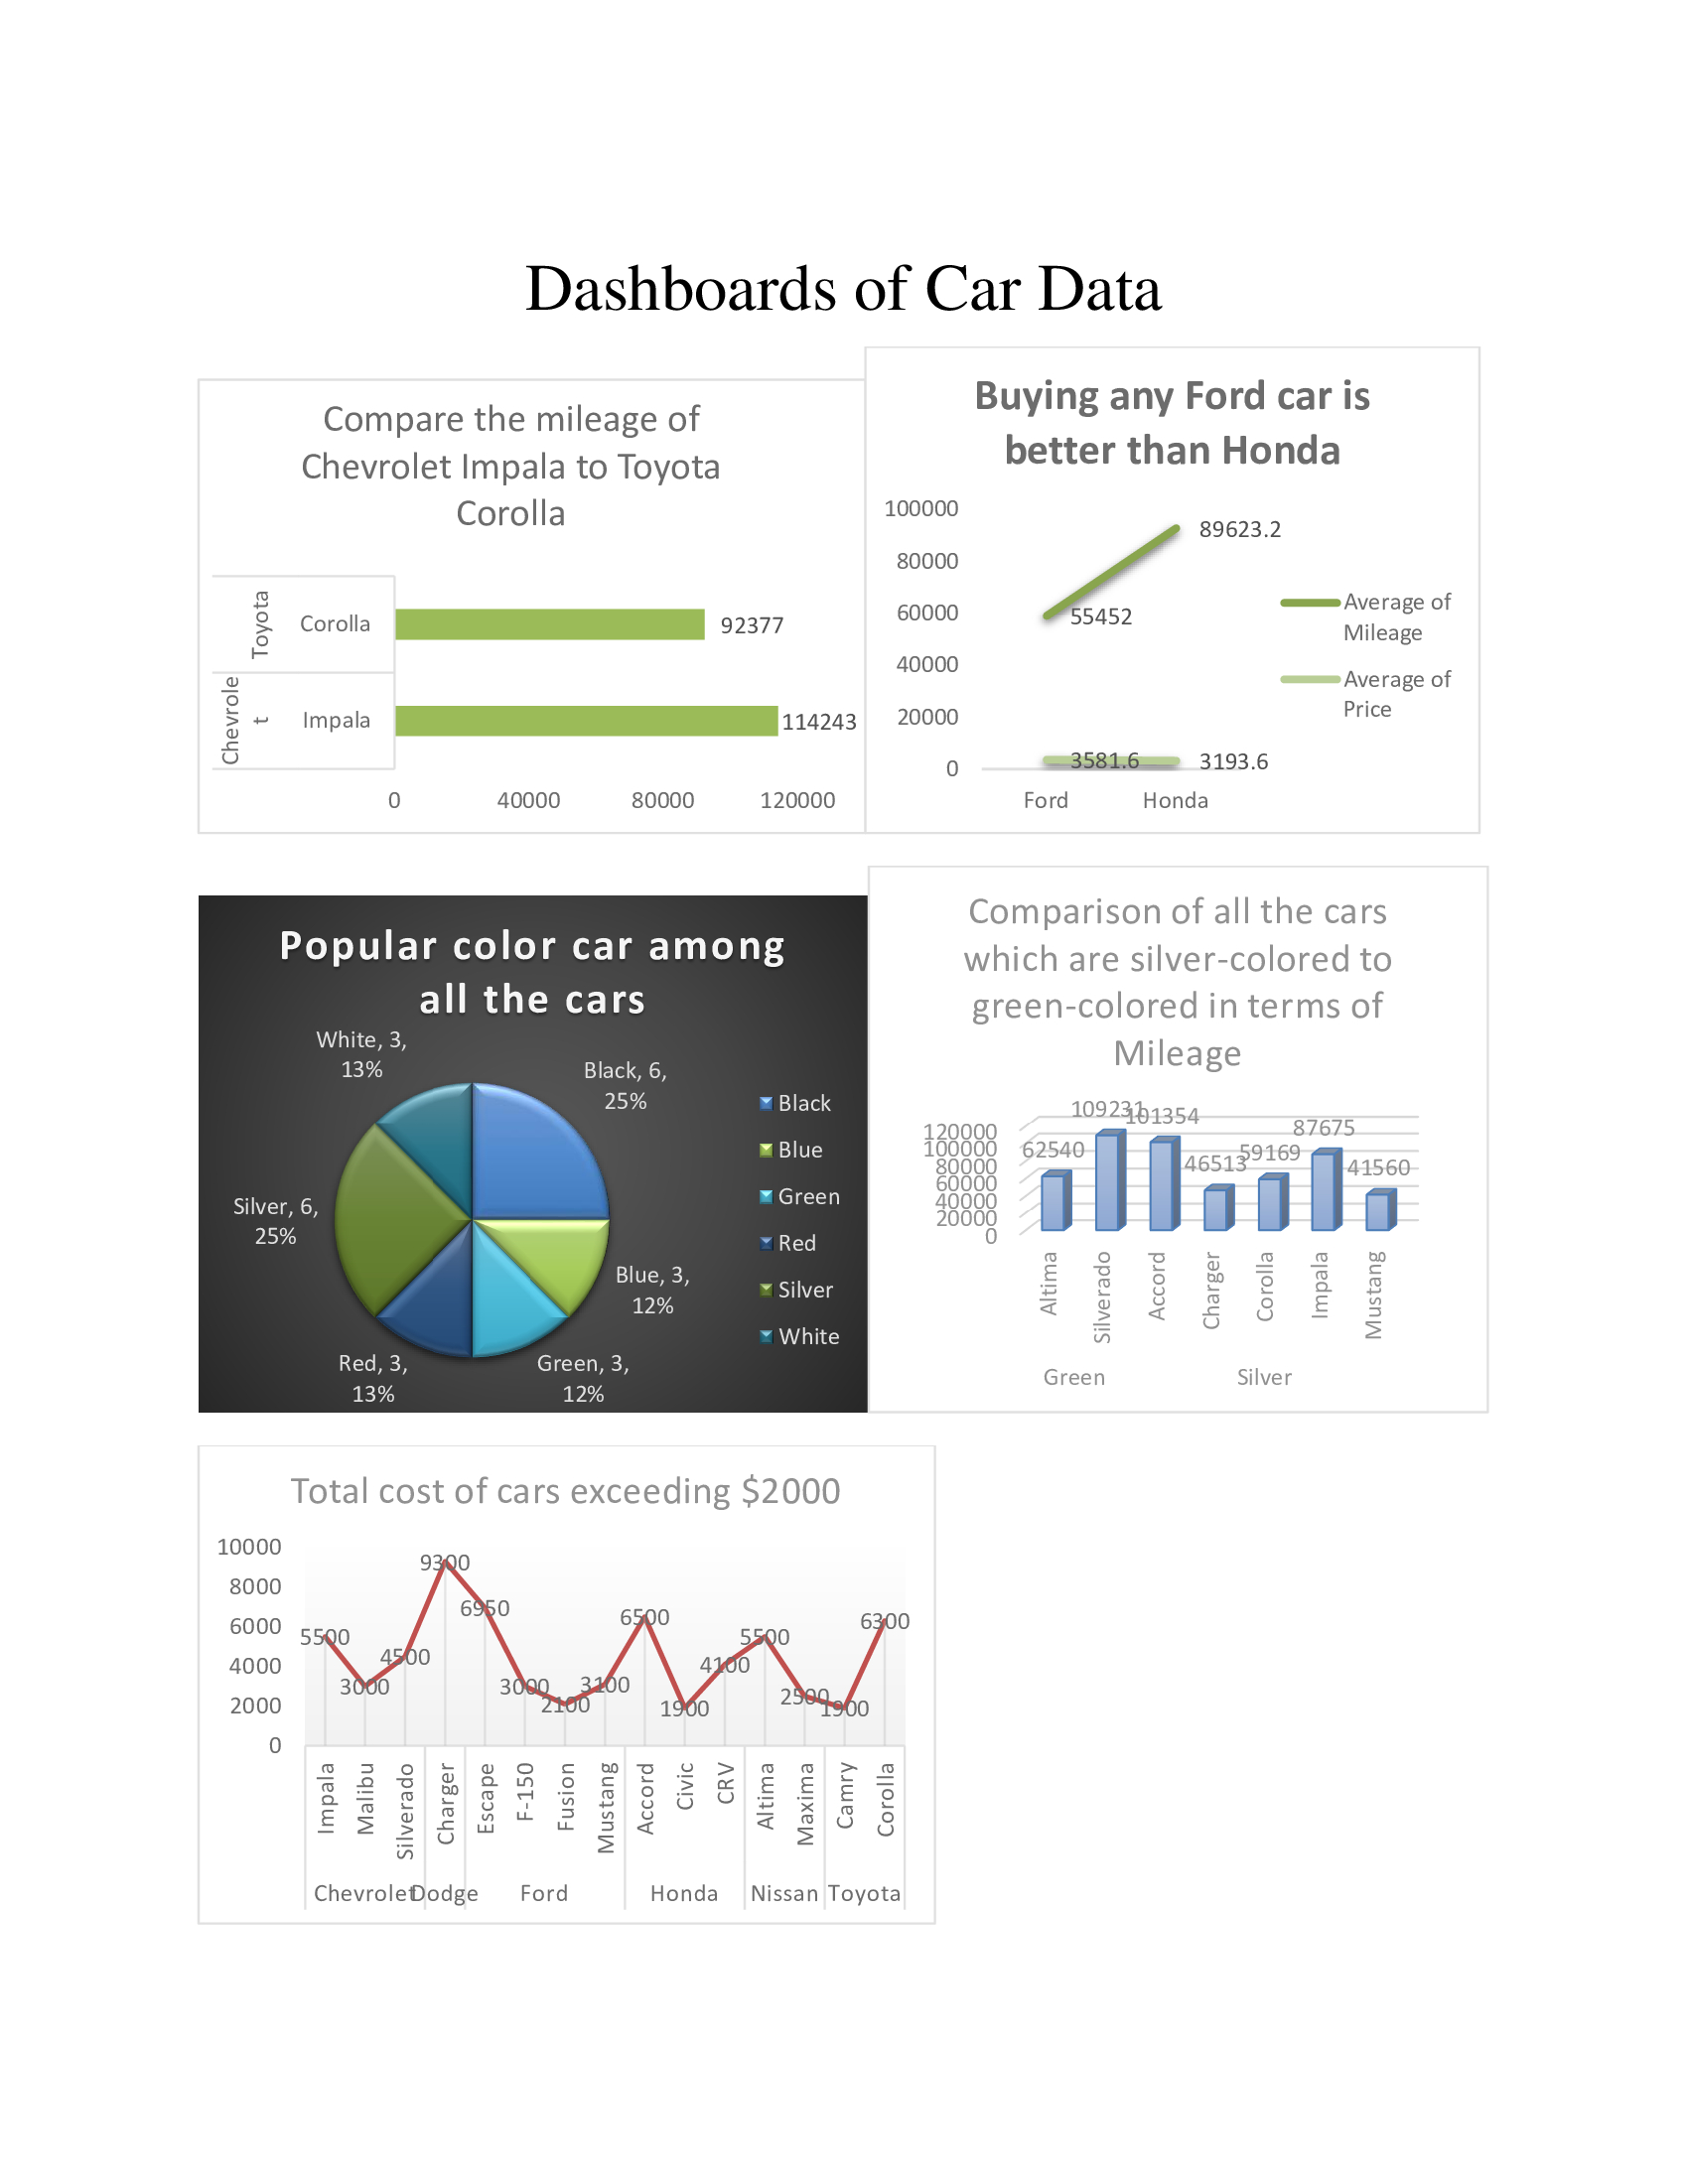 Dashboards of Car Data
Compare the mileage of
Chevrolet Impala to Toyota
Corolla
Toyota
Corolla
92377
Chevrole
t
Impala
114243
0 40000 80000 120000
Buying any Ford car is
better than Honda
100000
80000
60000
40000
20000
0
89623.2
55452
3581.6
3193.6
Ford Honda
Average of
Mileage
Average of
Price
Popular color car among
all the cars
White, 3,
13%
Black, 6,
25%
Silver, 6,
25%
Blue, 3,
12%
Red, 3,
13%
Green, 3,
12%
Black
Blue
Green
Red
Silver
White
Comparison of all the cars
which are silver-colored to
green-colored in terms of
Mileage
120000
100000
80000
60000
40000
20000
0
62540
109231
101354
46513
59169
87675
41560
Altima
Silverado
Accord
Charger
Corolla
Impala
Mustang
Green Silver
Total cost of cars exceeding $2000
10000
8000
6000
4000
2000
0
5500
3000
4500
9300
6950
3000
2100
3100
6500
1900
4100
5500
2500
1900
6300
Impala
Malibu
Silverado
Charger
Escape
F-150
Fusion
Mustang
Accord
Civic
CRV
Altima
Maxima
Camry
Corolla
Chevrolet Dodge Ford Honda Nissan Toyota